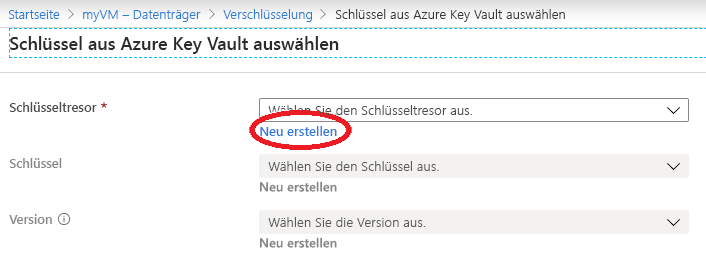 Startseite > myVM – Datenträger > Verschlüsselung > Schlüssel aus Azure Key Vault auswählen
Schlüssel aus Azure Key Vault auswählen
Schlüsseltresor * Wählen Sie den Schlüsseltresor aus.
Neu erstellen
Schlüssel Wählen Sie den Schlüssel aus.
Neu erstellen
Version Wählen Sie die Version aus.
Neu erstellen